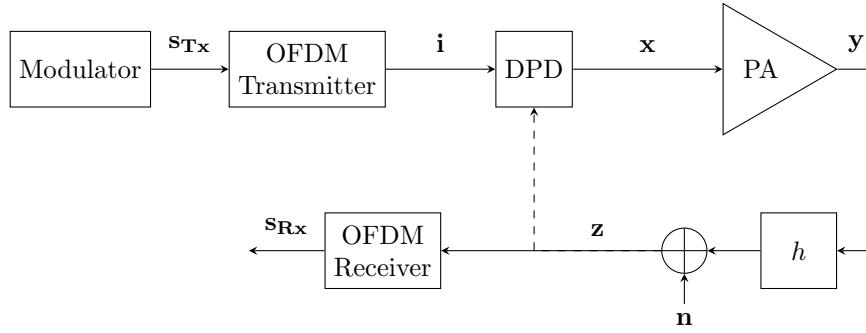 s_Tx
i
x
y
Modulator
OFDM
Transmitter
DPD
PA
s_Rx
z
OFDM
Receiver
h
n